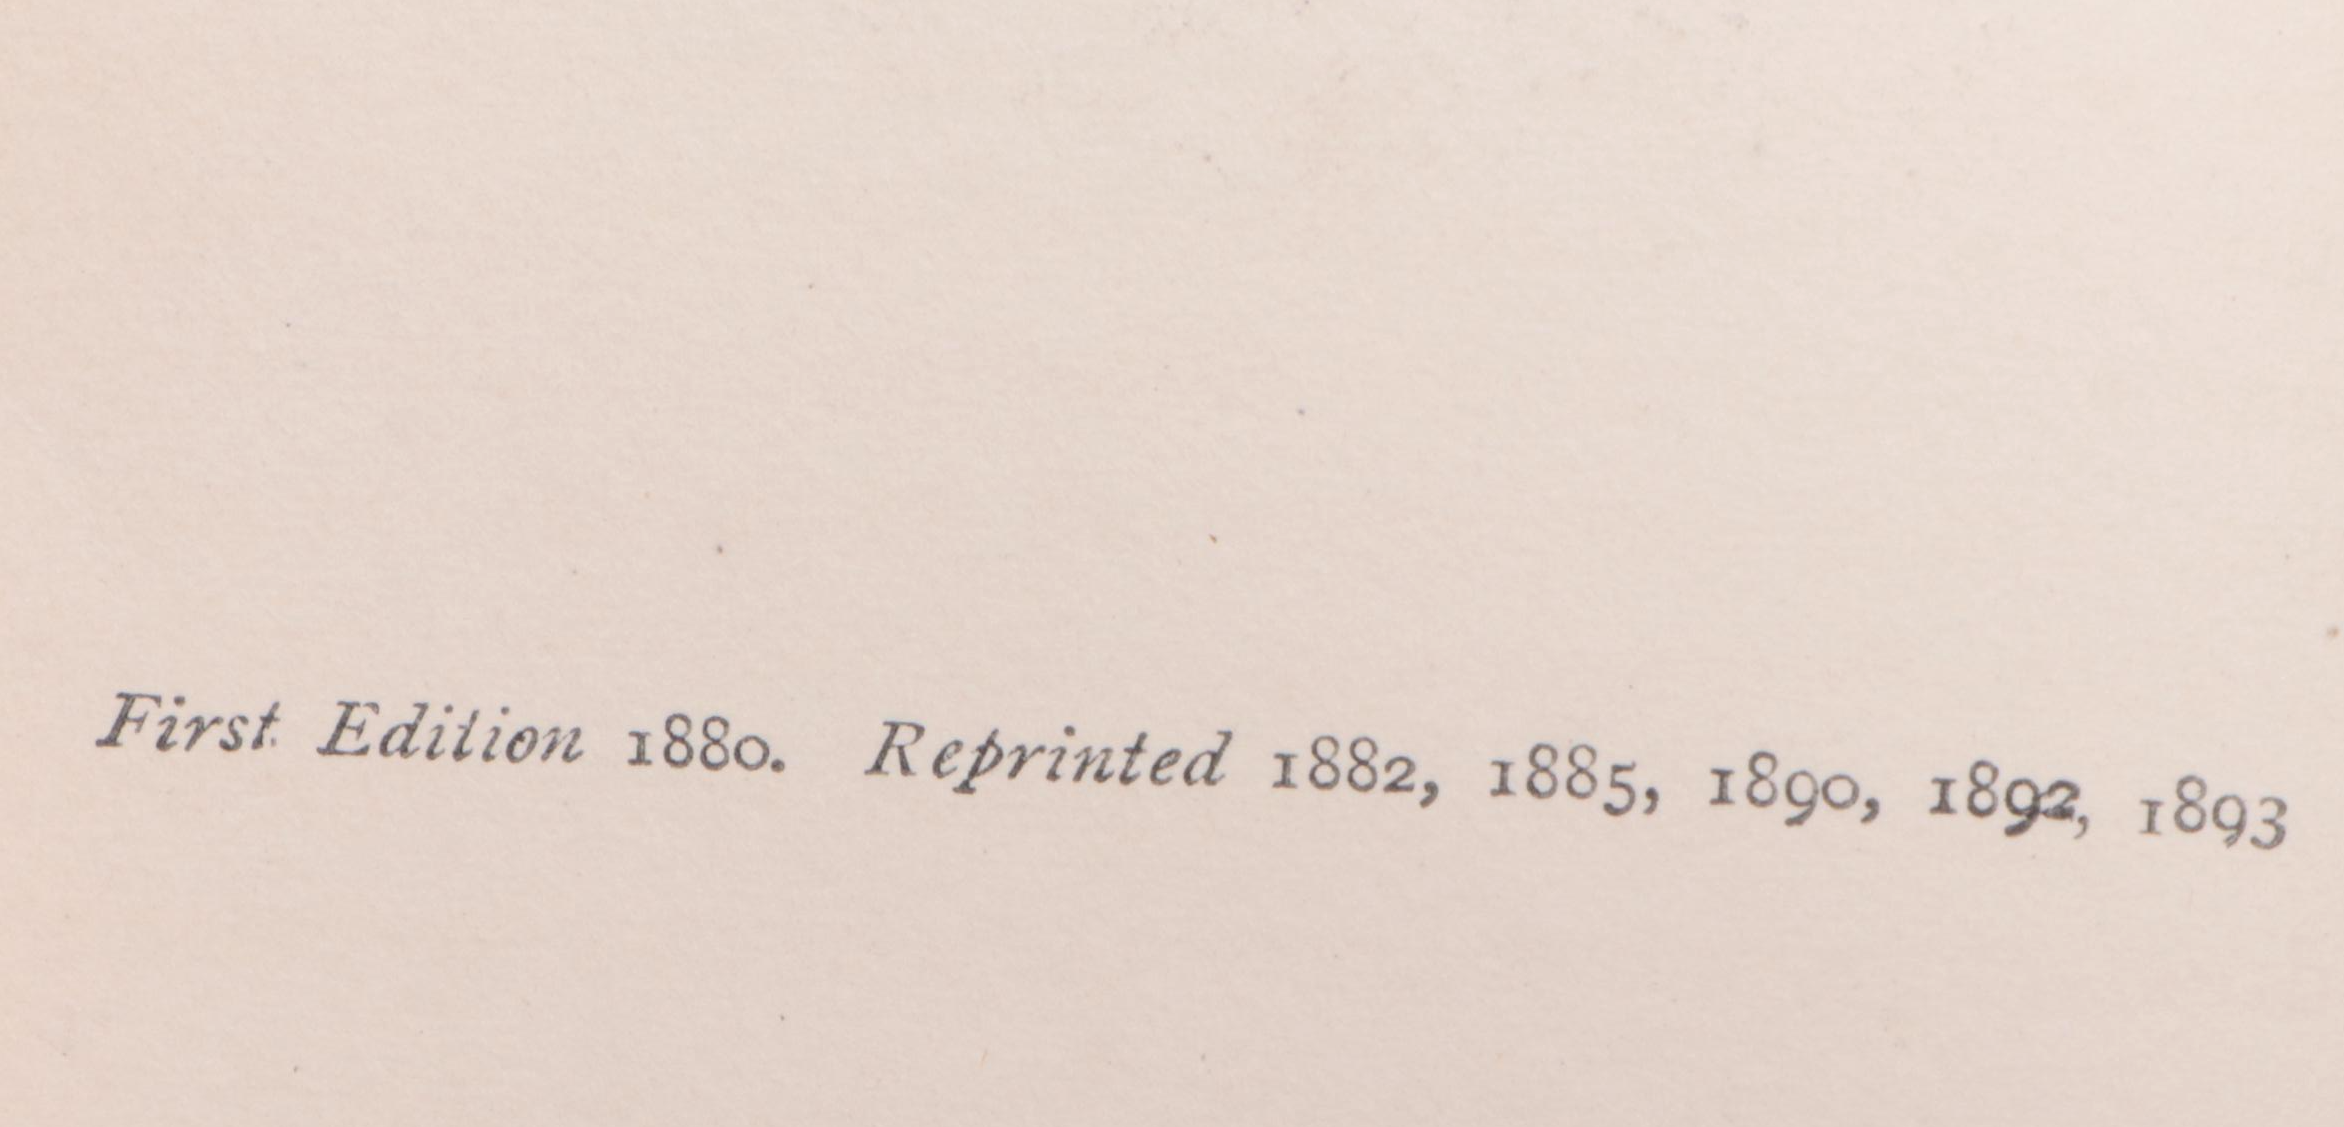 First Edition 1880. Reprinted 1882, 1885, 1890, 1892, 1893